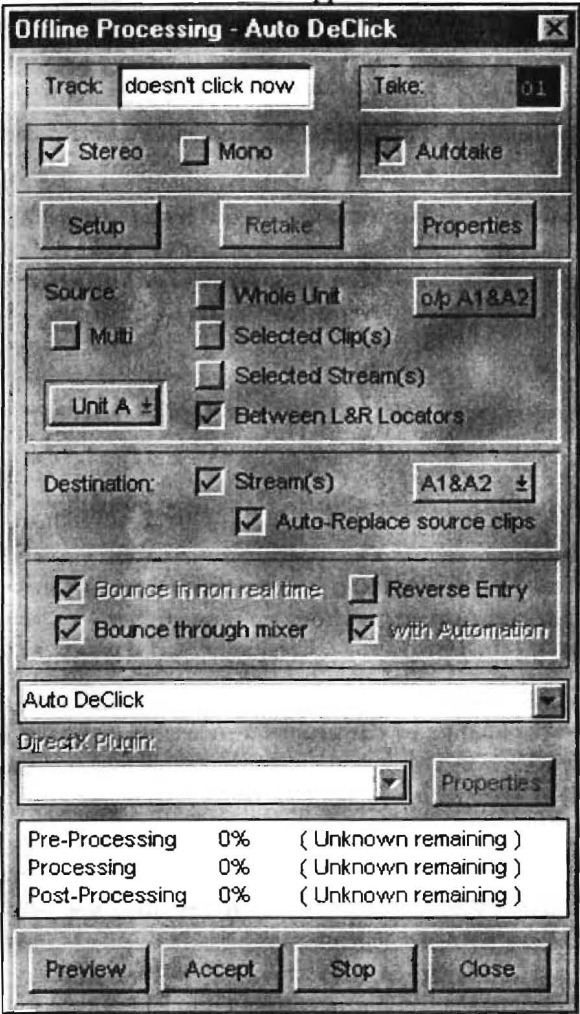 Offline Processing - Auto DeClick
Track: doesn't click now Take: 01
Stereo Mono Autotake
Setup Retake Properties
Source: Whole Unit o/p A1&A2
Multi Selected Clip(s)
Selected Stream(s)
Unit A Between L&R Locators
Destination: Stream(s) A1&A2
Auto-Replace source clips
Bounce in non real time Reverse Entry
Bounce through mixer with Automation
Auto DeClick
DirectX Plugin:
Properties
Pre-Processing 0% ( Unknown remaining )
Processing 0% ( Unknown remaining )
Post-Processing 0% ( Unknown remaining )
Preview Accept Stop Close